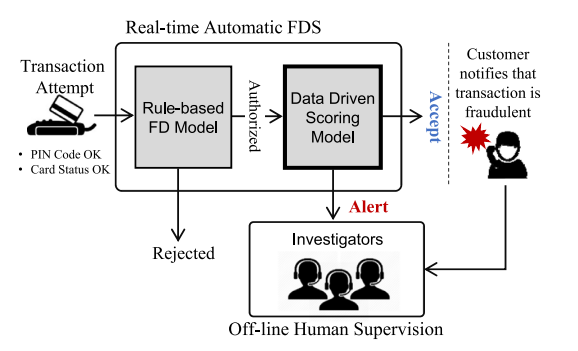 Real-time Automatic FDS
Transaction
Attempt
• PIN Code OK
• Card Status OK
Rule-based
FD Model
Authorized
Data Driven
Scoring
Model
Accept
Customer
notifies that
transaction is
fraudulent
Rejected
Alert
Investigators
Off-line Human Supervision